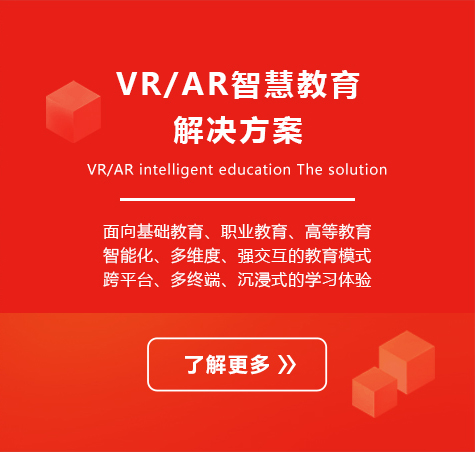 VR/AR智慧教育
解决方案
VR/AR intelligent education The solution
面向基础教育、职业教育、高等教育
智能化、多维度、强交互的教育模式
跨平台、多终端、沉浸式的学习体验
了解更多 》